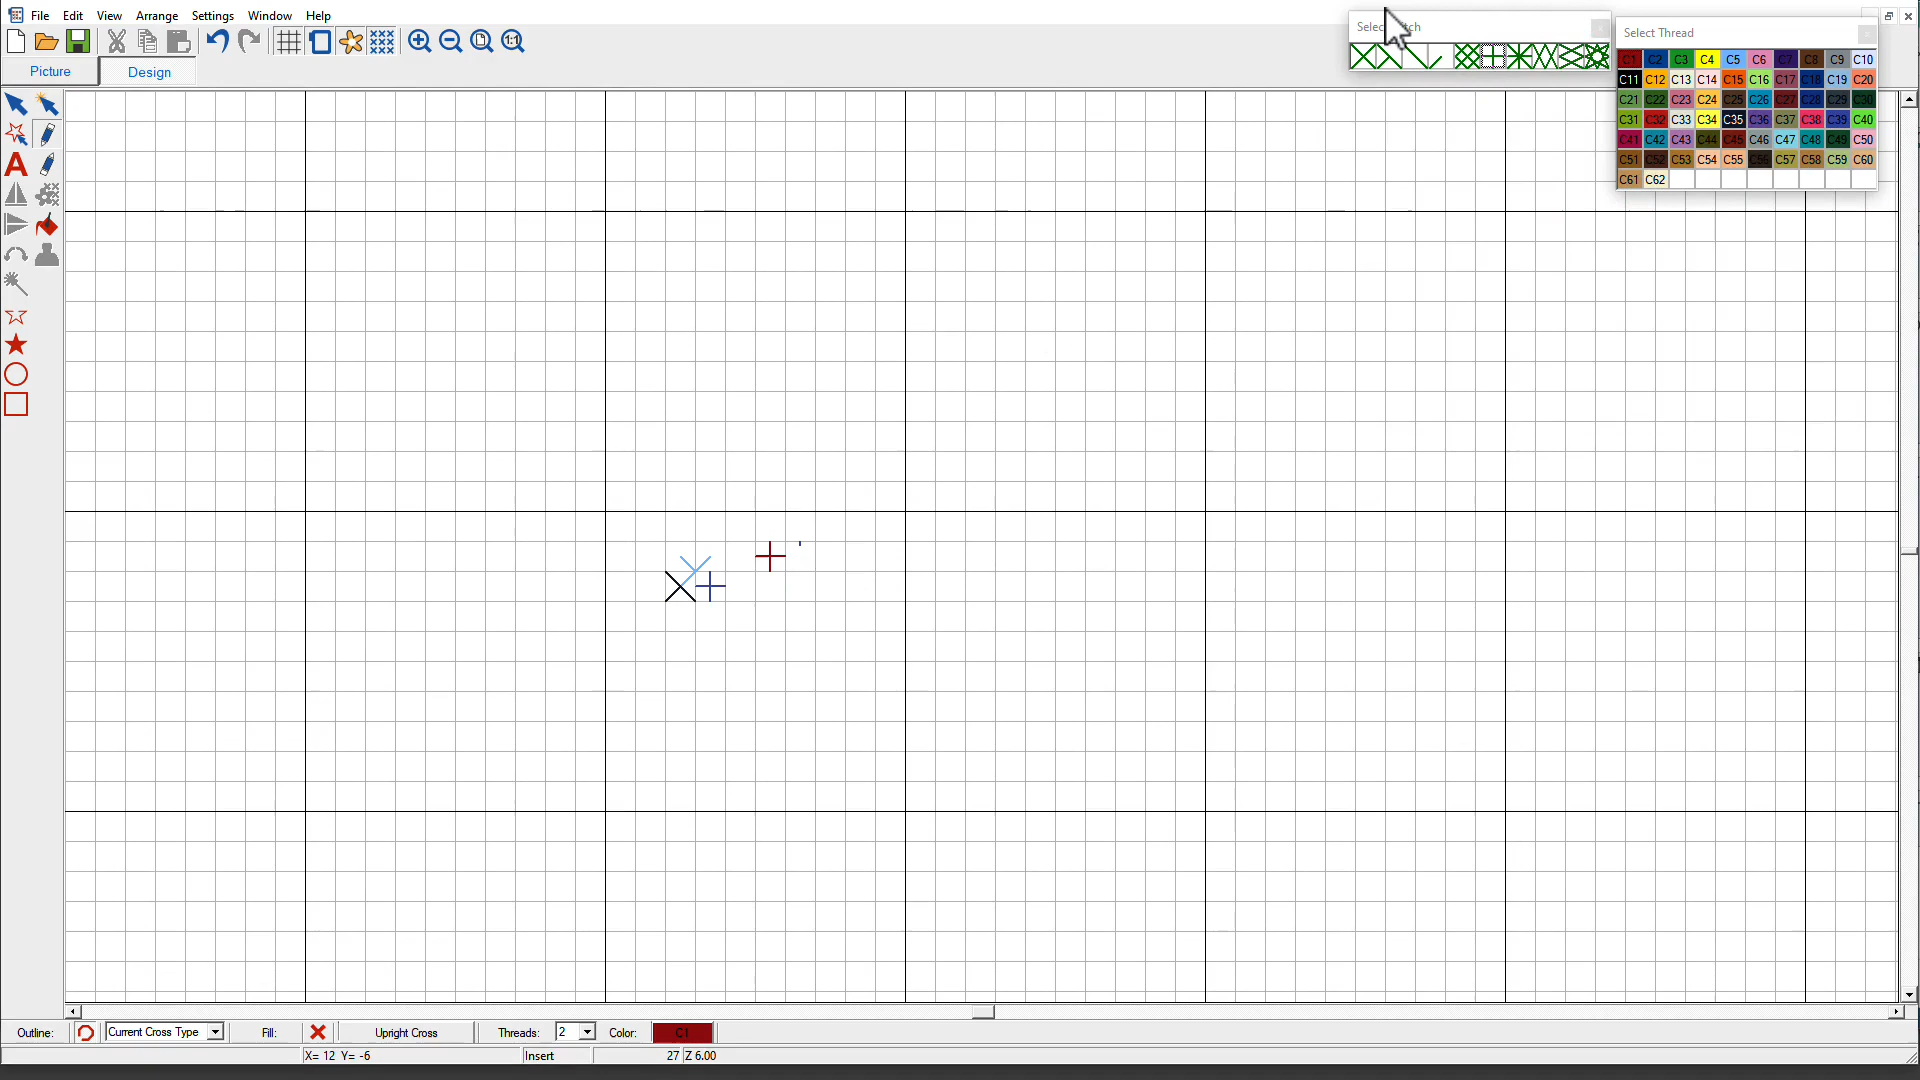 File Edit View Arrange Settings Window Help
Picture Design
Select Thread
C1 C2 C3 C4 C5 C6 C7 C8 C9 C10
C11 C12 C13 C14 C15 C16 C17 C18 C19 C20
C21 C22 C23 C24 C25 C26 C27 C28 C29 C30
C31 C32 C33 C34 C35 C36 C37 C38 C39 C40
C41 C42 C43 C44 C45 C46 C47 C48 C49 C50
C51 C52 C53 C54 C55 C56 C57 C58 C59 C60
C61 C62
Outline: Current Cross Type Fill: Upright Cross Threads: 2 Color: C1
X= 12 Y= -6 Insert 27 Z 6.00